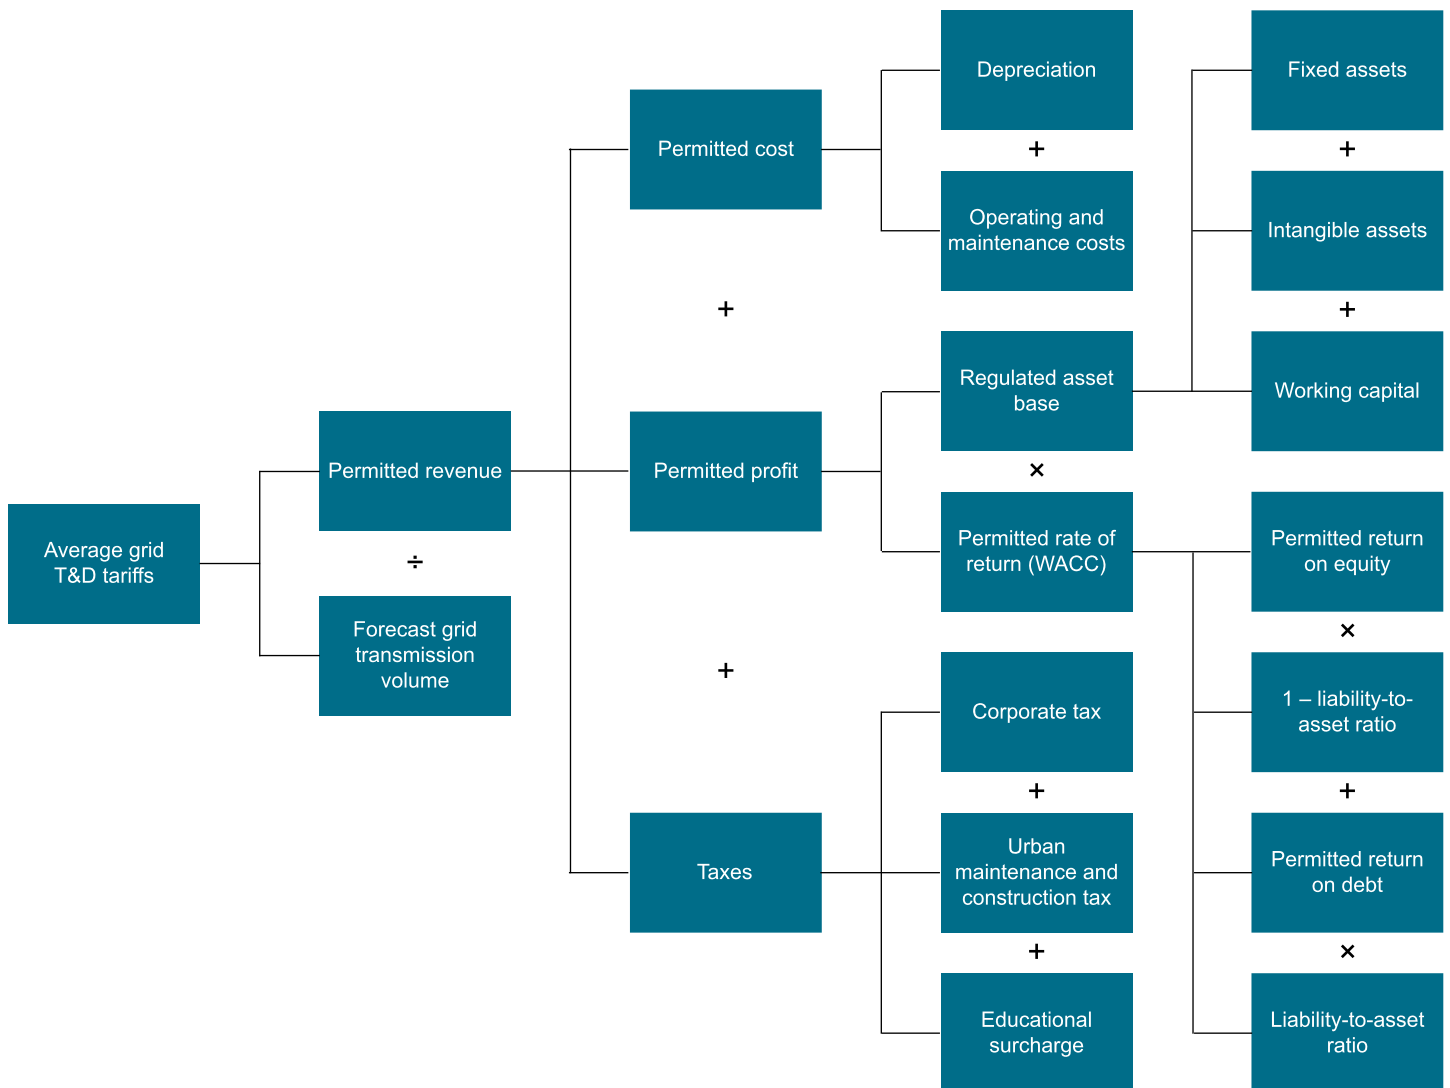 Average grid
T&D tariffs
Permitted revenue
÷
Forecast grid
transmission
volume
Permitted cost
+
Permitted profit
+
Taxes
Depreciation
+
Operating and
maintenance costs
Regulated asset
base
×
Permitted rate of
return (WACC)
Corporate tax
+
Urban
maintenance and
construction tax
+
Educational
surcharge
Fixed assets
+
Intangible assets
+
Working capital
Permitted return
on equity
×
1 – liability-to-
asset ratio
+
Permitted return
on debt
×
Liability-to-asset
ratio